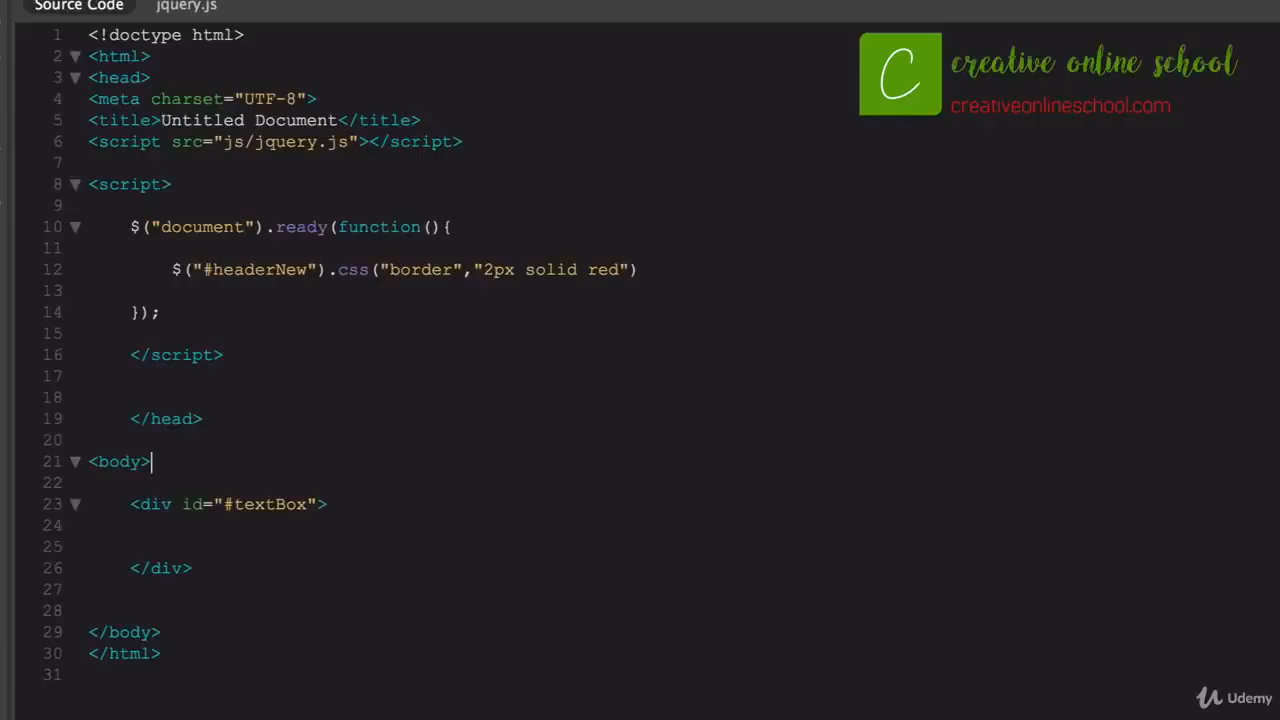 Source Code jquery.js
1 <!doctype html>
2 <html>
3 <head>
4 <meta charset="UTF-8">
5 <title>Untitled Document</title>
6 <script src="js/jquery.js"></script>
7
8 <script>
9
10 $("document").ready(function(){
11
12 $("#headerNew").css("border","2px solid red")
13
14 });
15
16 </script>
17
18
19 </head>
20
21 <body>
22
23 <div id="#textBox">
24
25
26 </div>
27
28
29 </body>
30 </html>
31
C creative online school
creativeonlineschool.com
Udemy